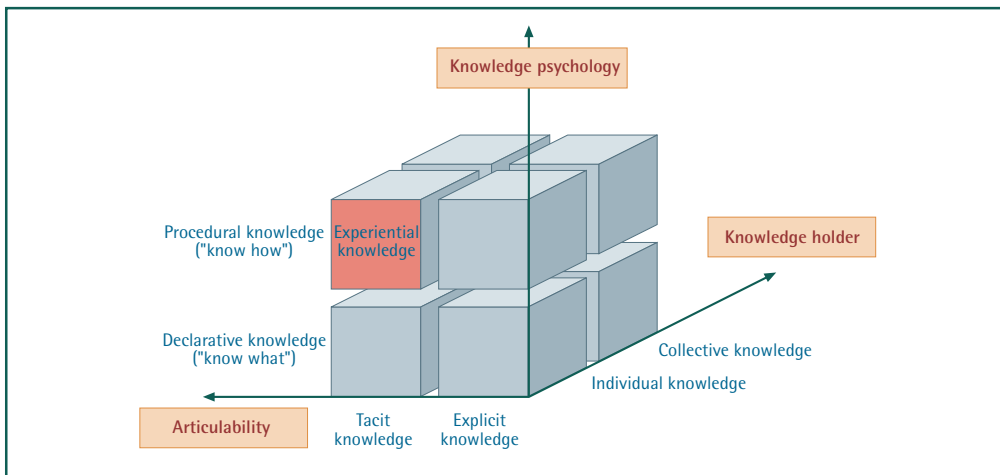 Knowledge psychology
Procedural knowledge
("know how")
Experiential
knowledge
Knowledge holder
Declarative knowledge
("know what")
Collective knowledge
Individual knowledge
Articulability
Tacit
knowledge
Explicit
knowledge